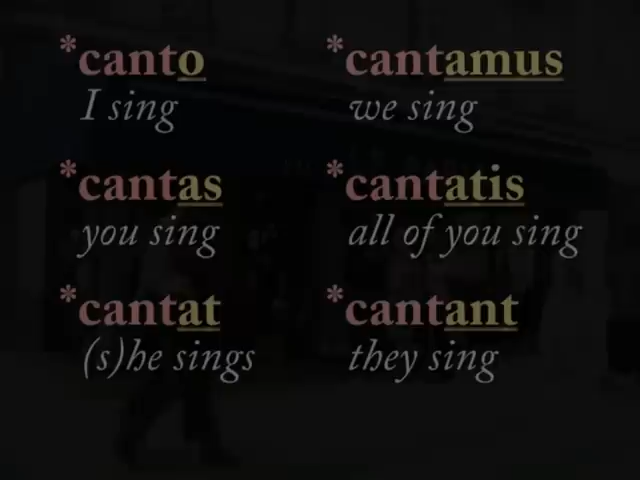 *canto
I sing
*cantas
you sing
*cantat
(s)he sings
*cantamus
we sing
*cantatis
all of you sing
*cantant
they sing